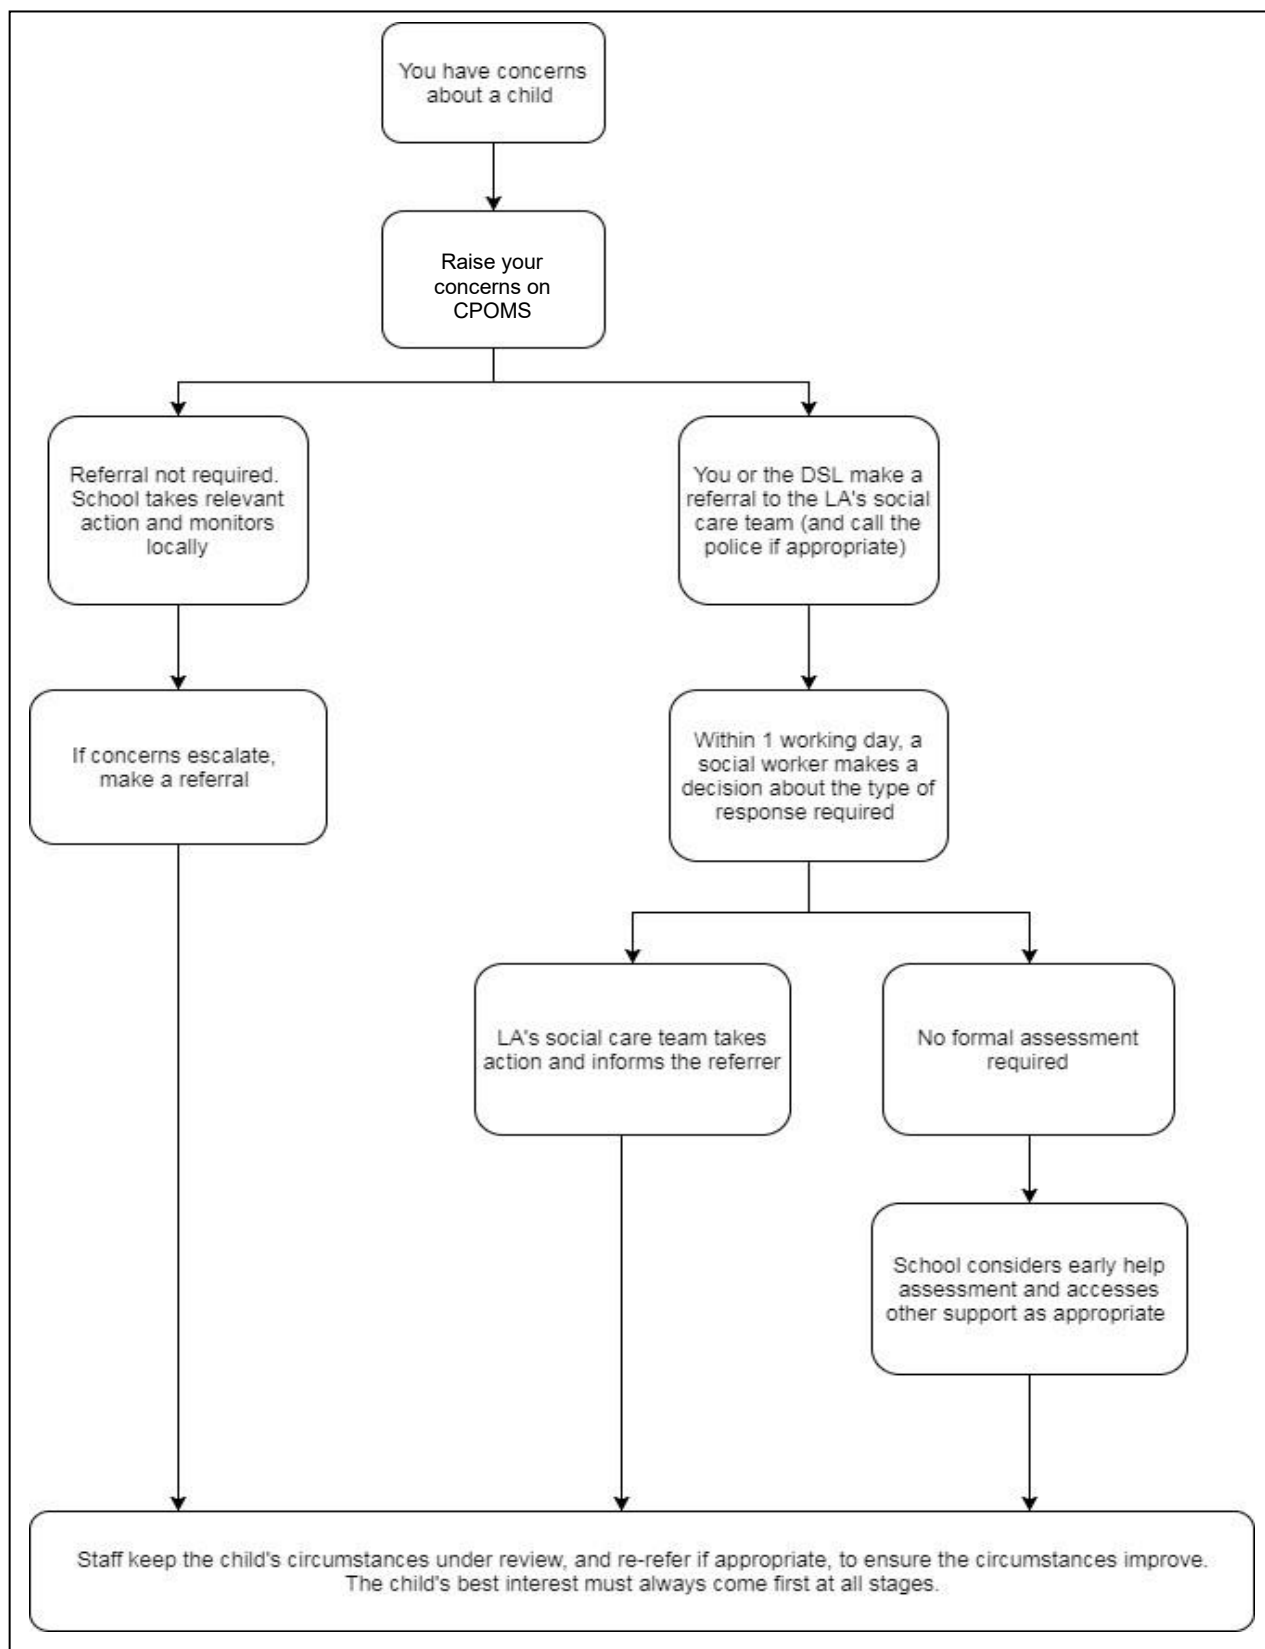 You have concerns
about a child
Raise your
concerns on
CPOMS
Referral not required.
School takes relevant
action and monitors
locally
You or the DSL make a
referral to the LA's social
care team (and call the
police if appropriate)
If concerns escalate,
make a referral
Within 1 working day, a
social worker makes a
decision about the type of
response required
LA's social care team takes
action and informs the referrer
No formal assessment
required
School considers early help
assessment and accesses
other support as appropriate
Staff keep the child's circumstances under review, and re-refer if appropriate, to ensure the circumstances improve.
The child's best interest must always come first at all stages.